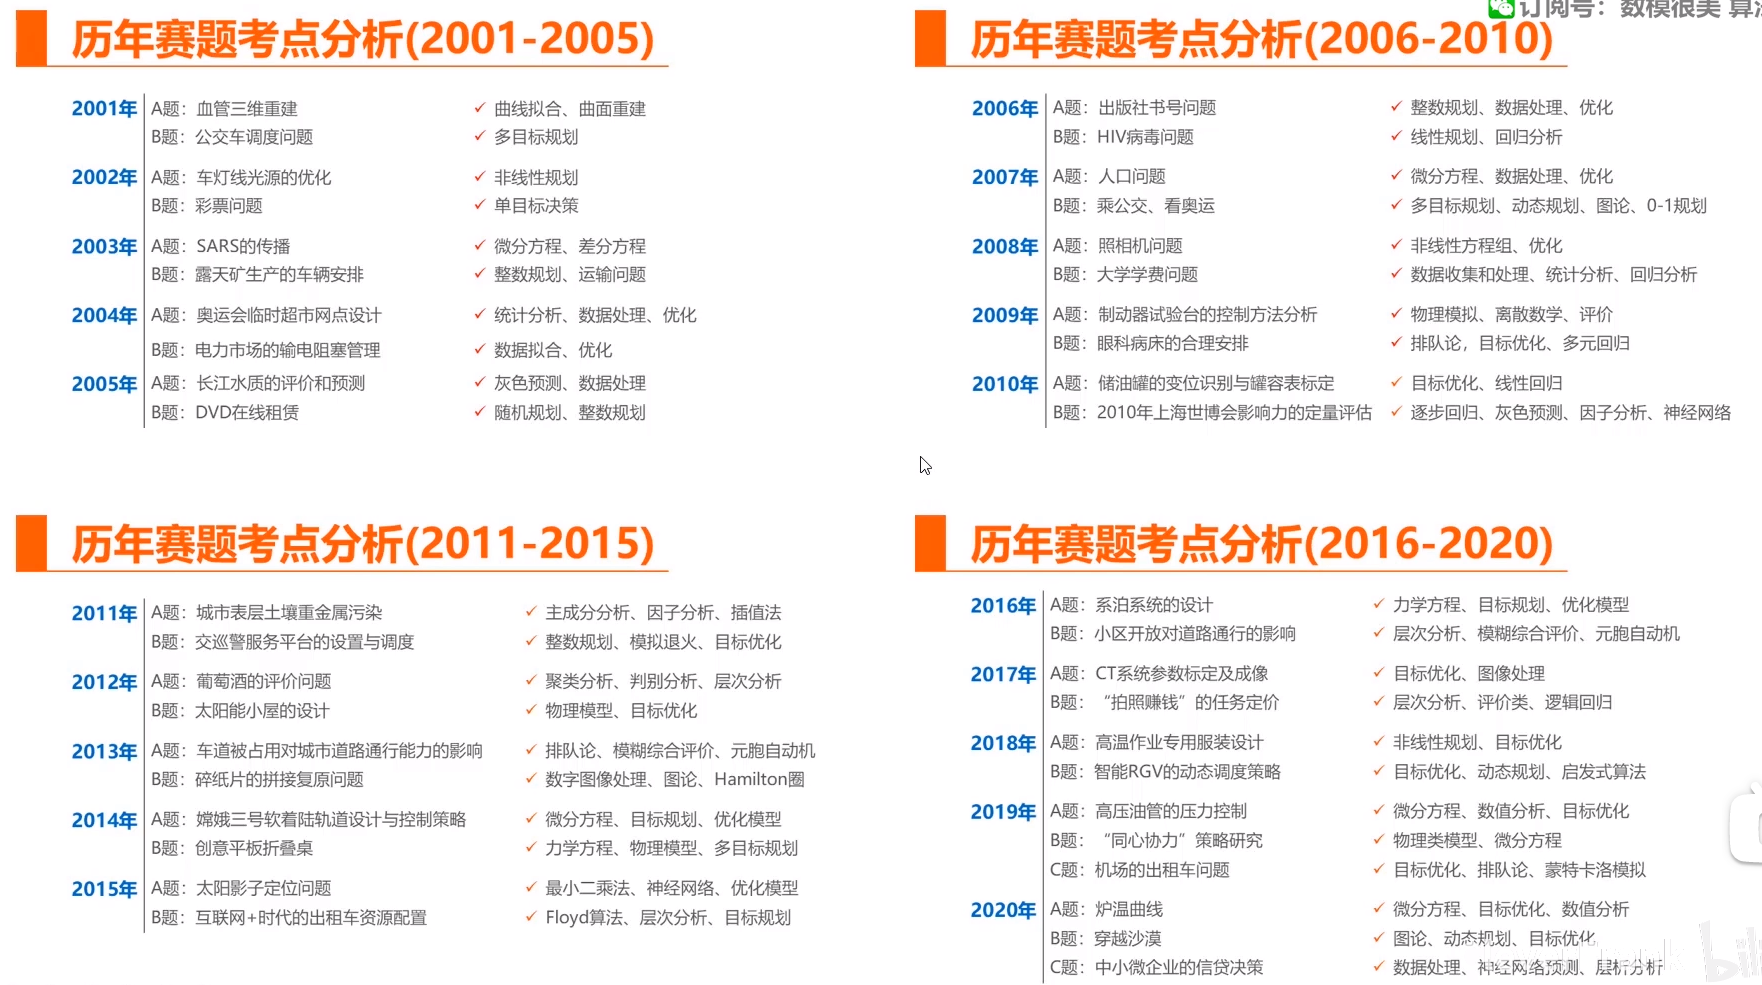 订阅号：数模很美 算
历年赛题考点分析(2001-2005)
2001年 A题：血管三维重建 ✓ 曲线拟合、曲面重建
B题：公交车调度问题 ✓ 多目标规划
2002年 A题：车灯线光源的优化 ✓ 非线性规划
B题：彩票问题 ✓ 单目标决策
2003年 A题：SARS的传播 ✓ 微分方程、差分方程
B题：露天矿生产的车辆安排 ✓ 整数规划、运输问题
2004年 A题：奥运会临时超市网点设计 ✓ 统计分析、数据处理、优化
B题：电力市场的输电阻塞管理 ✓ 数据拟合、优化
2005年 A题：长江水质的评价和预测 ✓ 灰色预测、数据处理
B题：DVD在线租赁 ✓ 随机规划、整数规划
历年赛题考点分析(2006-2010)
2006年 A题：出版社书号问题 ✓ 整数规划、数据处理、优化
B题：HIV病毒问题 ✓ 线性规划、回归分析
2007年 A题：人口问题 ✓ 微分方程、数据处理、优化
B题：乘公交、看奥运 ✓ 多目标规划、动态规划、图论、0-1规划
2008年 A题：照相机问题 ✓ 非线性方程组、优化
B题：大学学费问题 ✓ 数据收集和处理、统计分析、回归分析
2009年 A题：制动器试验台的控制方法分析 ✓ 物理模拟、离散数学、评价
B题：眼科病床的合理安排 ✓ 排队论，目标优化、多元回归
2010年 A题：储油罐的变位识别与罐容表标定 ✓ 目标优化、线性回归
B题：2010年上海世博会影响力的定量评估 ✓ 逐步回归、灰色预测、因子分析、神经网络
历年赛题考点分析(2011-2015)
2011年 A题：城市表层土壤重金属污染 ✓ 主成分分析、因子分析、插值法
B题：交巡警服务平台的设置与调度 ✓ 整数规划、模拟退火、目标优化
2012年 A题：葡萄酒的评价问题 ✓ 聚类分析、判别分析、层次分析
B题：太阳能小屋的设计 ✓ 物理模型、目标优化
2013年 A题：车道被占用对城市道路通行能力的影响 ✓ 排队论、模糊综合评价、元胞自动机
B题：碎纸片的拼接复原问题 ✓ 数字图像处理、图论、Hamilton圈
2014年 A题：嫦娥三号软着陆轨道设计与控制策略 ✓ 微分方程、目标规划、优化模型
B题：创意平板折叠桌 ✓ 力学方程、物理模型、多目标规划
2015年 A题：太阳影子定位问题 ✓ 最小二乘法、神经网络、优化模型
B题：互联网+时代的出租车资源配置 ✓ Floyd算法、层次分析、目标规划
历年赛题考点分析(2016-2020)
2016年 A题：系泊系统的设计 ✓ 力学方程、目标规划、优化模型
B题：小区开放对道路通行的影响 ✓ 层次分析、模糊综合评价、元胞自动机
2017年 A题：CT系统参数标定及成像 ✓ 目标优化、图像处理
B题：“拍照赚钱”的任务定价 ✓ 层次分析、评价类、逻辑回归
2018年 A题：高温作业专用服装设计 ✓ 非线性规划、目标优化
B题：智能RGV的动态调度策略 ✓ 目标优化、动态规划、启发式算法
2019年 A题：高压油管的压力控制 ✓ 微分方程、数值分析、目标优化
B题：“同心协力”策略研究 ✓ 物理类模型、微分方程
C题：机场的出租车问题 ✓ 目标优化、排队论、蒙特卡洛模拟
2020年 A题：炉温曲线 ✓ 微分方程、目标优化、数值分析
B题：穿越沙漠 ✓ 图论、动态规划、目标优化
C题：中小微企业的信贷决策 ✓ 数据处理、神经网络预测、层析分析